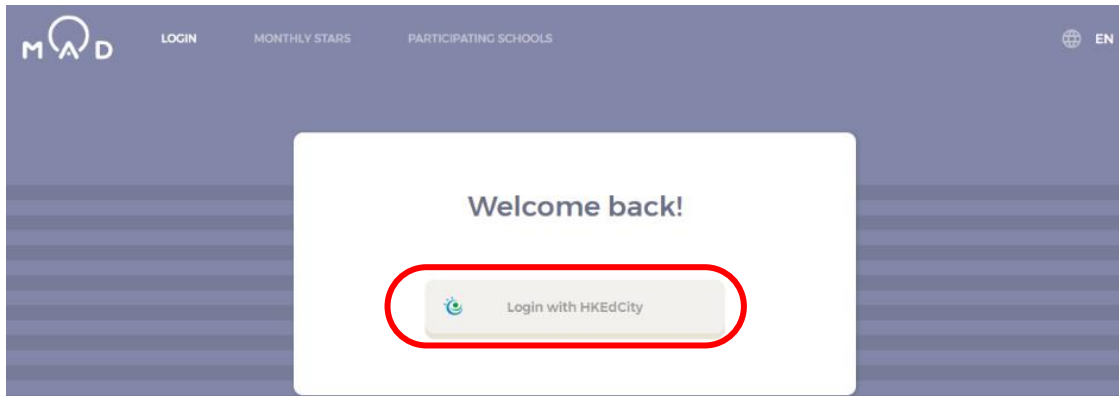 MAD LOGIN MONTHLY STARS PARTICIPATING SCHOOLS EN
Welcome back!
Login with HKEdCity